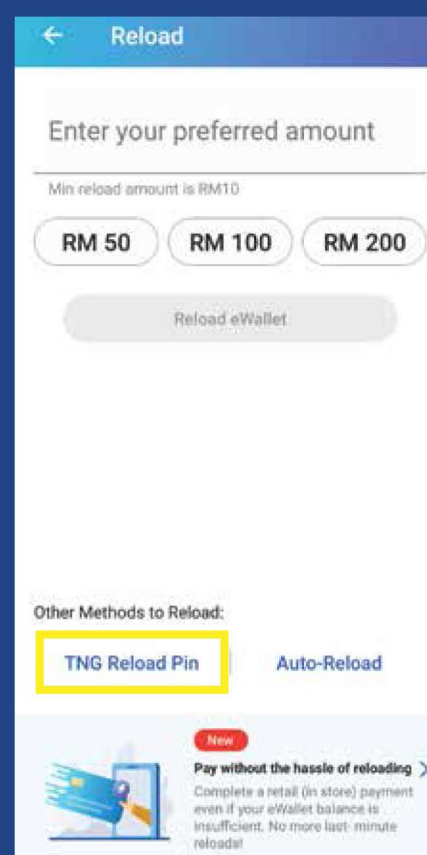 Reload
Enter your preferred amount
Min reload amount is RM10
RM 50 RM 100 RM 200
Reload eWallet
Other Methods to Reload:
TNG Reload Pin Auto-Reload
New
Pay without the hassle of reloading
Complete a retail (in store) payment
even if your eWallet balance is
insufficient. No more last-minute
reloads!